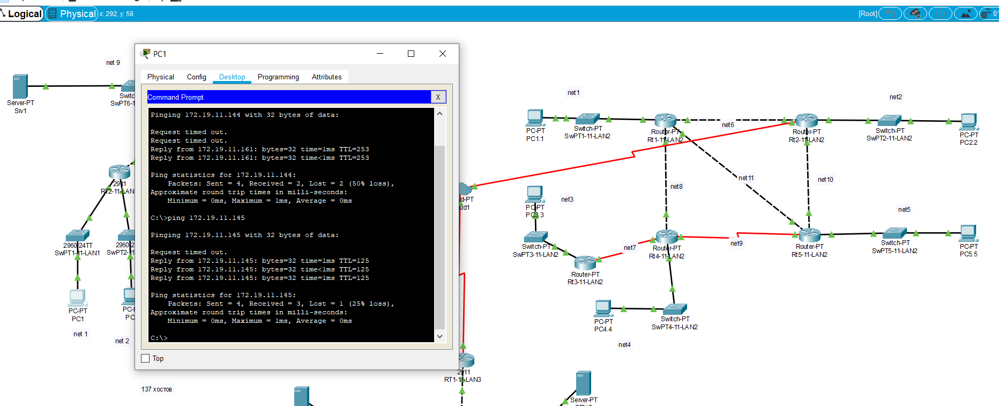 Logical
Physical
x: 292, y: 58
[Root]
net 9
Server-PT
Srv1
SwPT6-1
2911
RT2-11-LAN
2960-24TT
SwPT1-11-LAN1
SwPT2-11
PC-PT
PC1
net 1
net 2
137 хостов
PC1
Physical
Config
Desktop
Programming
Attributes
Command Prompt
X
Pinging 172.19.11.144 with 32 bytes of data:
Request timed out.
Request timed out.
Reply from 172.19.11.161: bytes=32 time=1ms TTL=253
Reply from 172.19.11.161: bytes=32 time<1ms TTL=253
Ping statistics for 172.19.11.144:
Packets: Sent = 4, Received = 2, Lost = 2 (50% loss),
Approximate round trip times in milli-seconds:
Minimum = 0ms, Maximum = 1ms, Average = 0ms
C:\>ping 172.19.11.145
Pinging 172.19.11.145 with 32 bytes of data:
Request timed out.
Reply from 172.19.11.145: bytes=32 time=1ms TTL=125
Reply from 172.19.11.145: bytes=32 time<1ms TTL=125
Reply from 172.19.11.145: bytes=32 time=1ms TTL=125
Ping statistics for 172.19.11.145:
Packets: Sent = 4, Received = 3, Lost = 1 (25% loss),
Approximate round trip times in milli-seconds:
Minimum = 0ms, Maximum = 1ms, Average = 0ms
C:\>
Top
net1
PC-PT
PC1.1
Switch-PT
SwPT1-11-LAN2
Router-PT
Rt1-11-LAN2
net6
Router-PT
Rt2-11-LAN2
net2
Switch-PT
SwPT2-11-LAN2
PC-PT
PC2.2
net8
net11
net10
net3
PC-PT
PC3.3
Switch-PT
SwPT3-11-LAN2
Router-PT
Rt3-11-LAN2
net7
Router-PT
Rt4-11-LAN2
net9
Router-PT
Rt5-11-LAN2
net5
Switch-PT
SwPT5-11-LAN2
PC-PT
PC5.5
PC-PT
PC4.4
Switch-PT
SwPT4-11-LAN2
net4
2911
RT1-11-LAN3
Server-PT